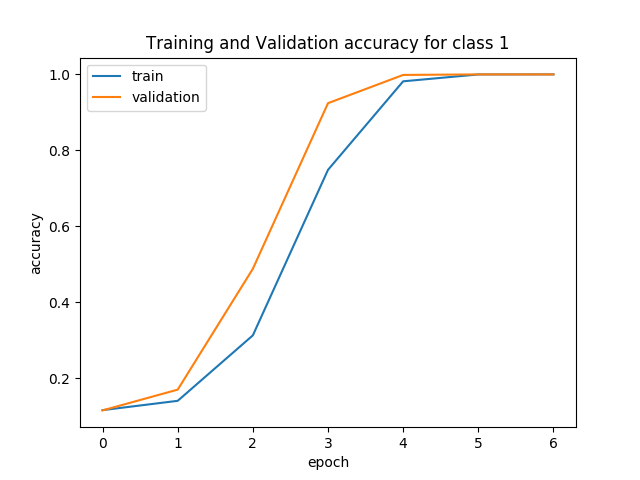 Training and Validation accuracy for class 1
train
validation
accuracy
1.0
0.8
0.6
0.4
0.2
0 1 2 3 4 5 6
epoch